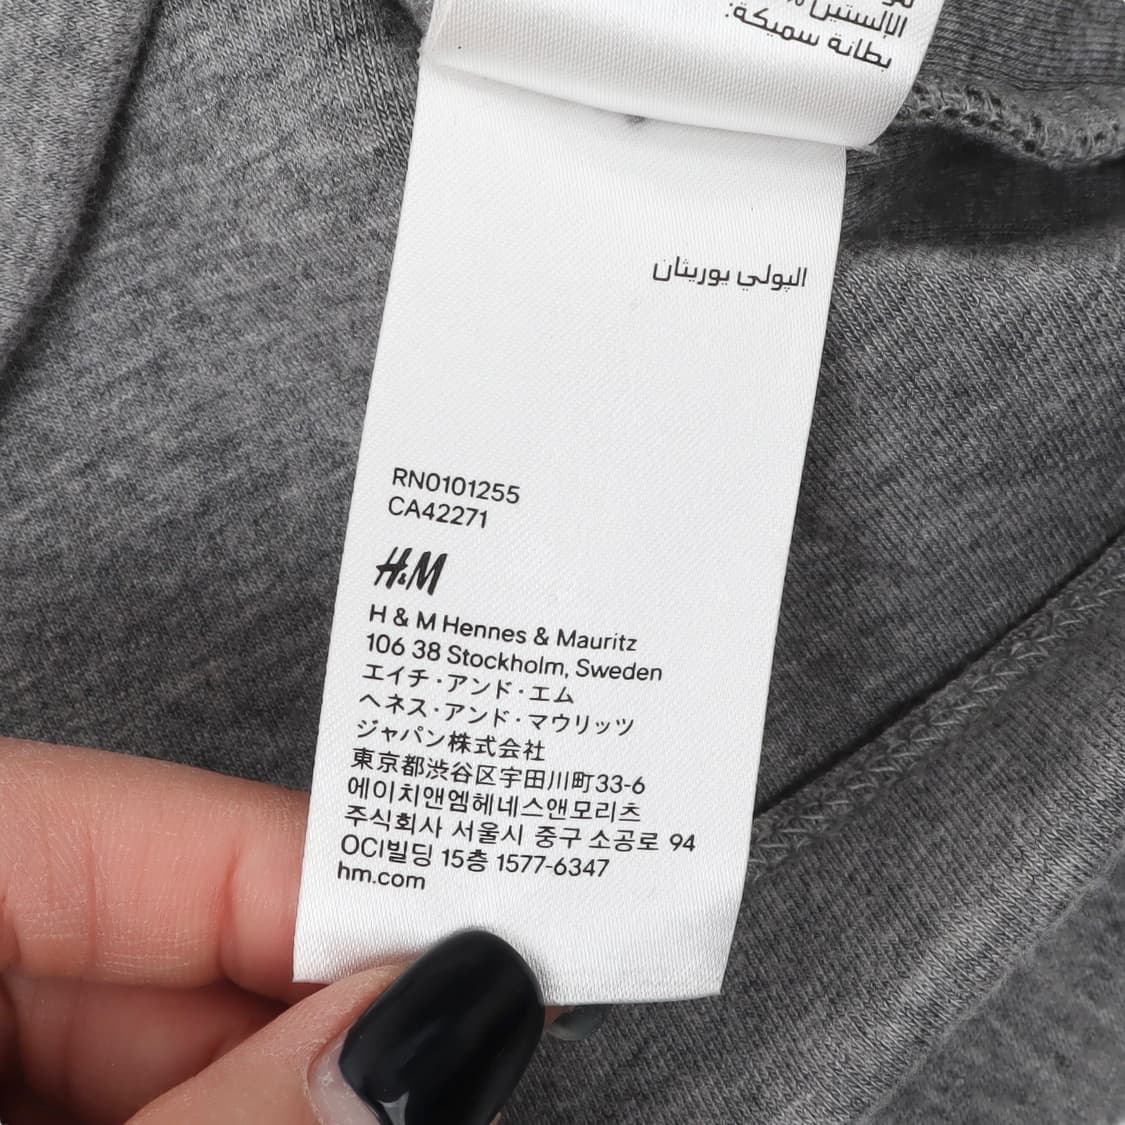 الإلستين
بطانة سميكة:
البولي يوريثان
RN0101255
CA42271
H&M
H & M Hennes & Mauritz
106 38 Stockholm, Sweden
エイチ・アンド・エム
ヘネス・アンド・マウリッツ
ジャパン株式会社
東京都渋谷区宇田川町33-6
에이치앤엠헤네스앤모리츠
주식회사 서울시 중구 소공로 94
OCI빌딩 15층 1577-6347
hm.com